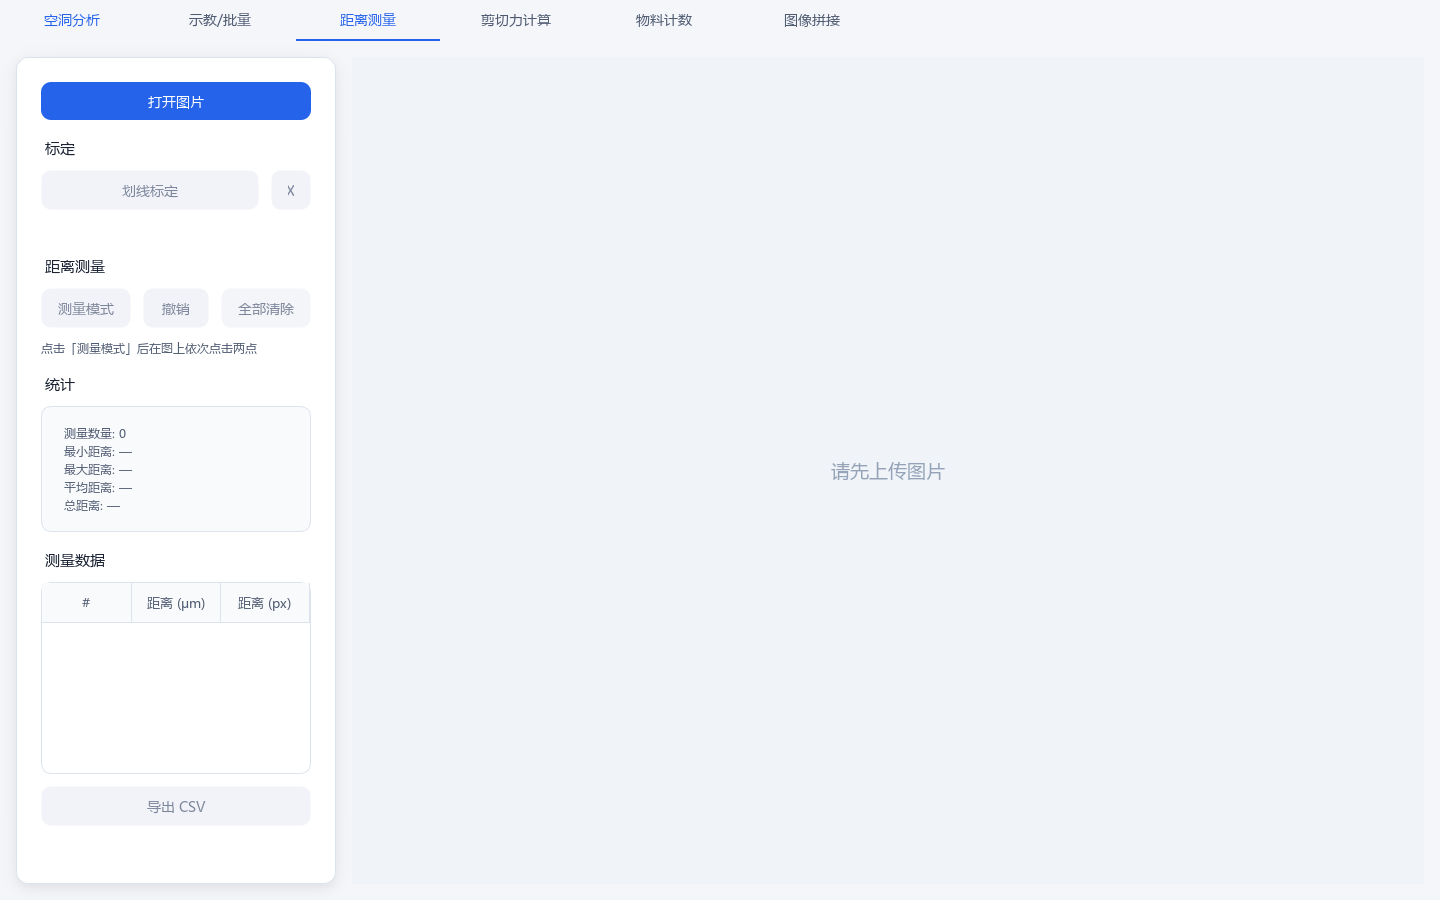 空洞分析 示教/批量 距离测量 剪切力计算 物料计数 图像拼接
打开图片
标定
划线标定 X
距离测量
测量模式 撤销 全部清除
点击「测量模式」后在图上依次点击两点
统计
测量数量: 0
最小距离: —
最大距离: —
平均距离: —
总距离: —
测量数据
# 距离 (µm) 距离 (px)
导出 CSV
请先上传图片